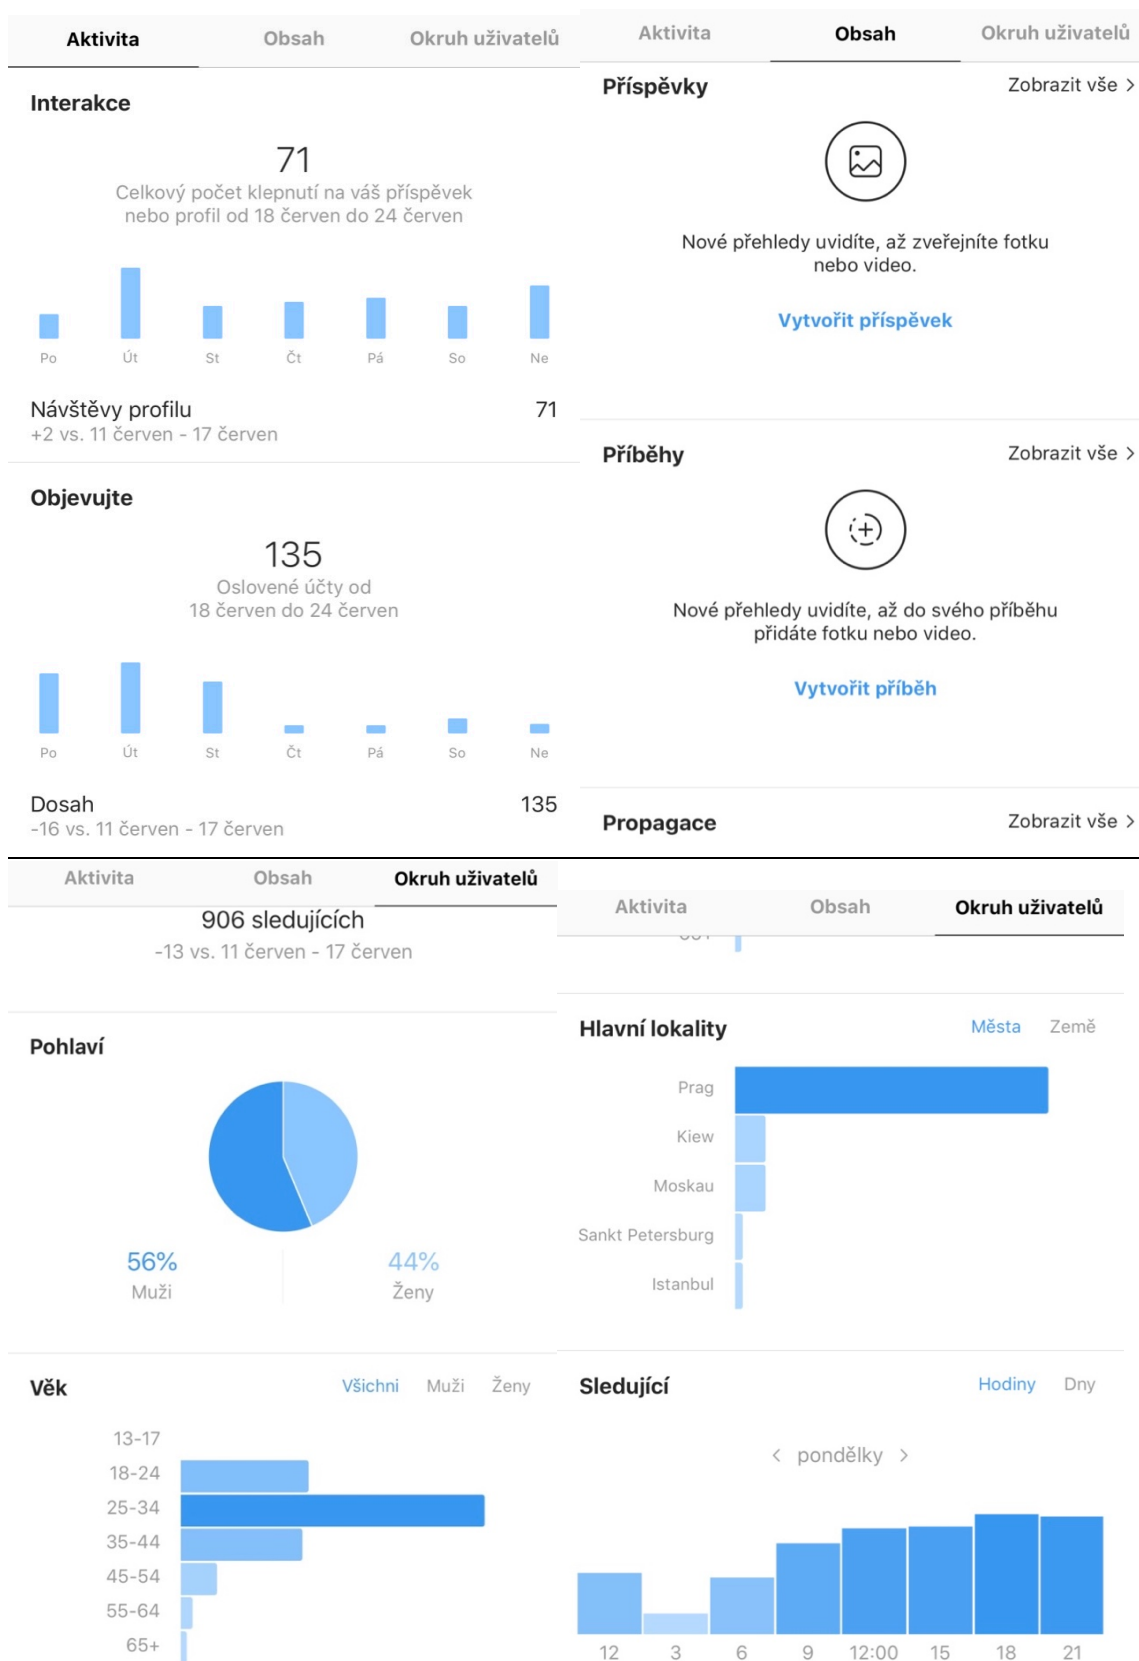 Aktivita Obsah Okruh uživatelů
Interakce
71
Celkový počet klepnutí na váš příspěvek
nebo profil od 18 červen do 24 červen
Po Út St Čt Pá So Ne
Návštěvy profilu 71
+2 vs. 11 červen - 17 červen
Objevujte
135
Oslovené účty od
18 červen do 24 červen
Po Út St Čt Pá So Ne
Dosah 135
-16 vs. 11 červen - 17 červen
Aktivita Obsah Okruh uživatelů
Příspěvky Zobrazit vše >
Nové přehledy uvidíte, až zveřejníte fotku
nebo video.
Vytvořit příspěvek
Příběhy Zobrazit vše >
Nové přehledy uvidíte, až do svého příběhu
přidáte fotku nebo video.
Vytvořit příběh
Propagace Zobrazit vše >
Aktivita Obsah Okruh uživatelů
906 sledujících
-13 vs. 11 červen - 17 červen
Pohlaví
56% 44%
Muži Ženy
Věk Všichni Muži Ženy
13-17
18-24
25-34
35-44
45-54
55-64
65+
Aktivita Obsah Okruh uživatelů
Hlavní lokality Města Země
Prag
Kiew
Moskau
Sankt Petersburg
Istanbul
Sledující Hodiny Dny
< pondělky >
12 3 6 9 12:00 15 18 21